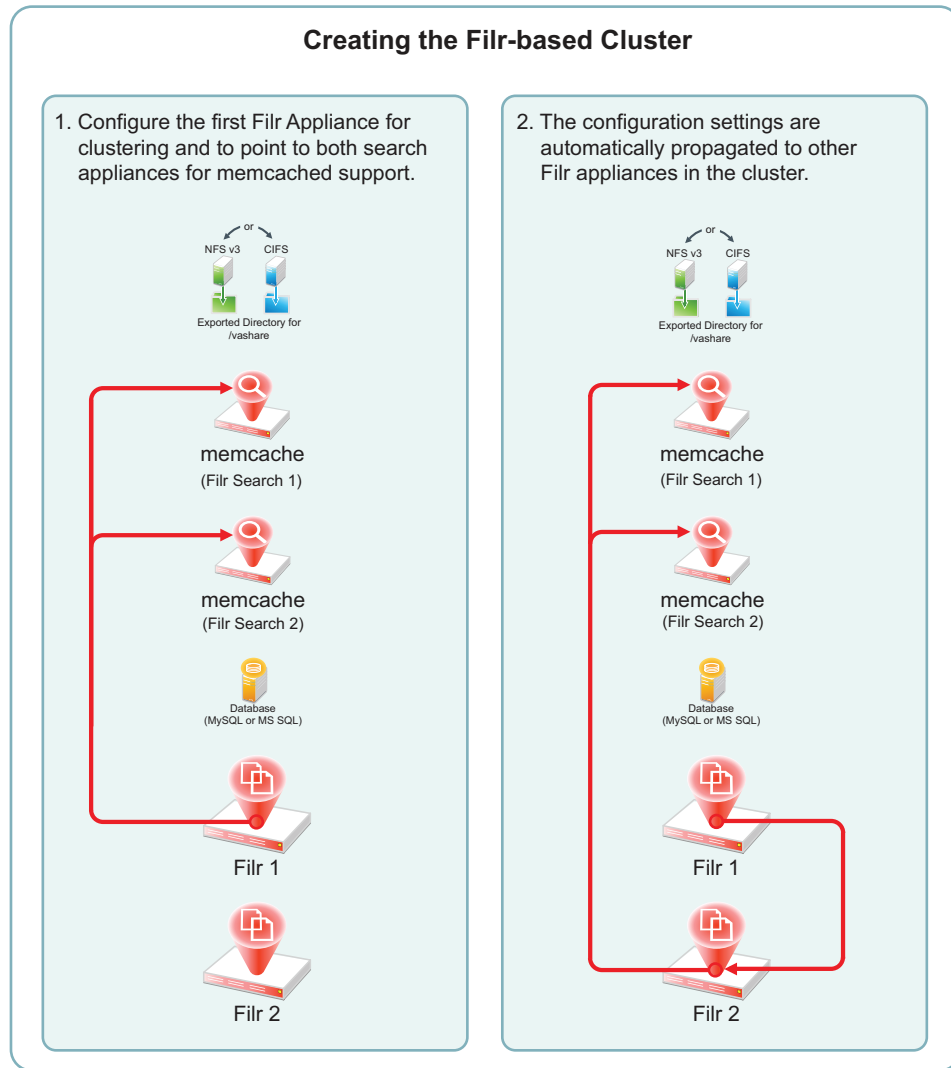 Creating the Filr-based Cluster
1. Configure the first Filr Appliance for
clustering and to point to both search
appliances for memcached support.
or
NFS v3 CIFS
Exported Directory for
/vashare
memcache
(Filr Search 1)
memcache
(Filr Search 2)
Database
(MySQL or MS SQL)
Filr 1
Filr 2
2. The configuration settings are
automatically propagated to other
Filr appliances in the cluster.
or
NFS v3 CIFS
Exported Directory for
/vashare
memcache
(Filr Search 1)
memcache
(Filr Search 2)
Database
(MySQL or MS SQL)
Filr 1
Filr 2